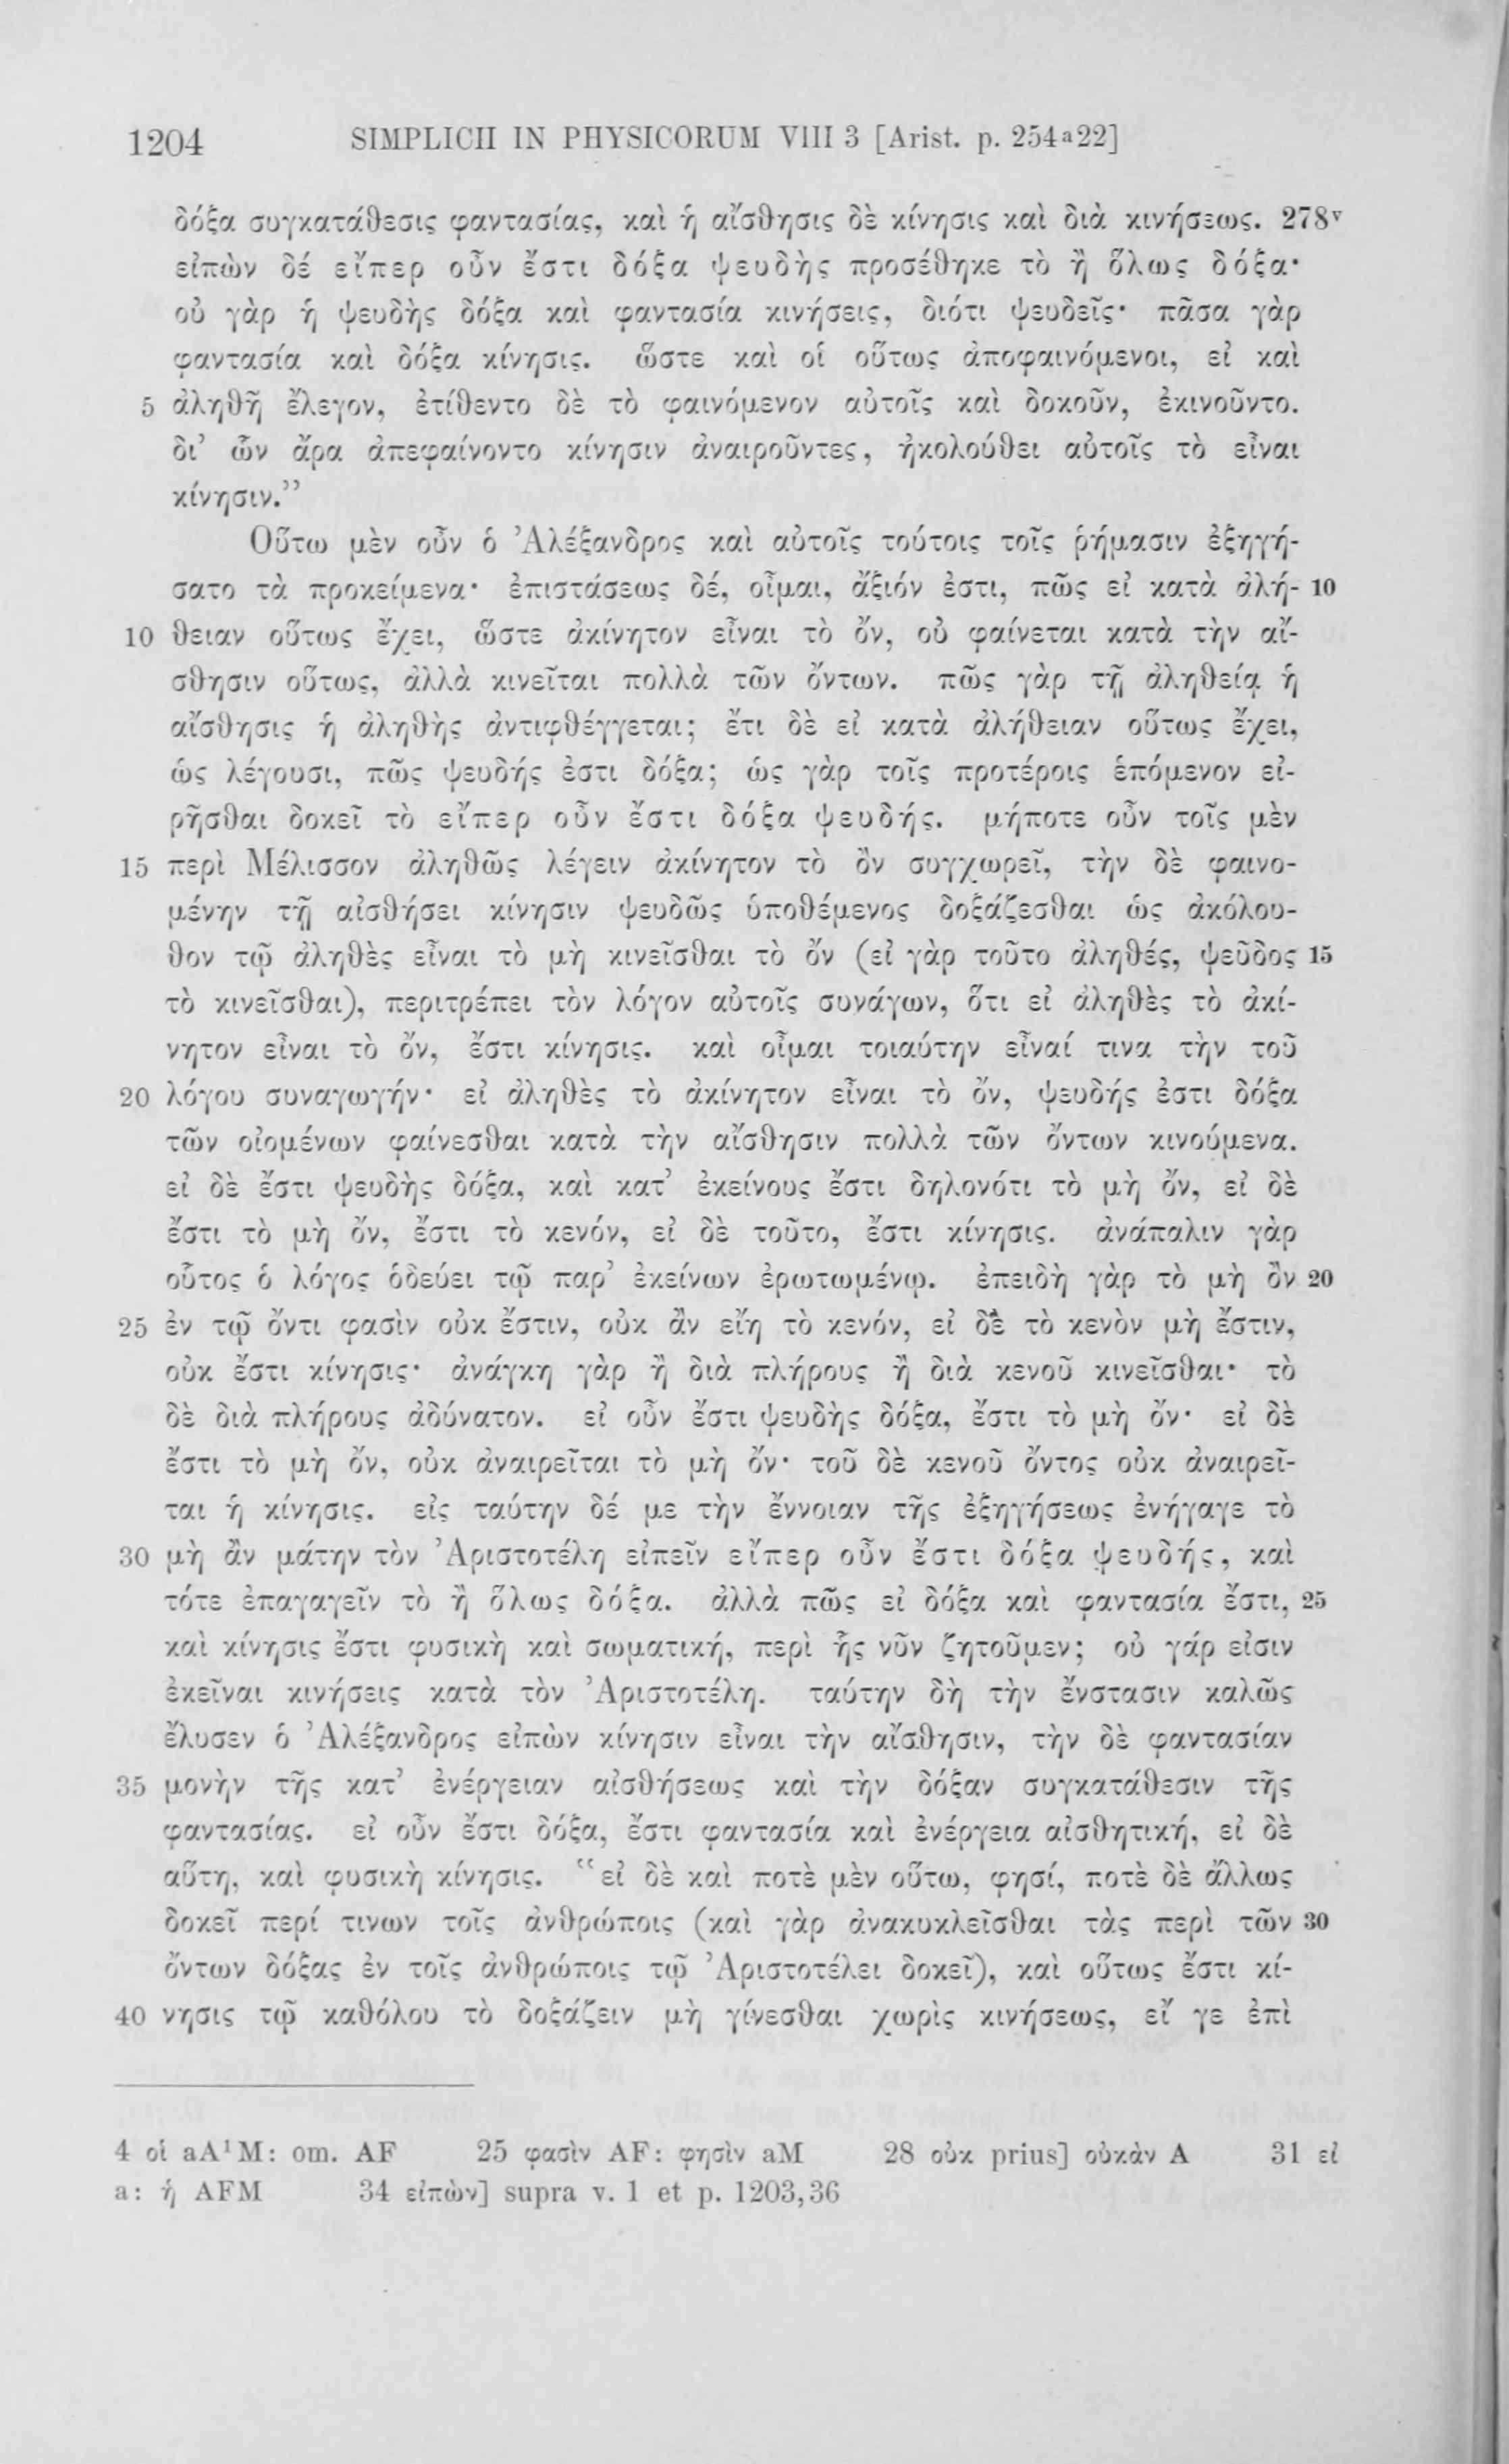 1204 SIMPLICII IN PHYSICORUM VIII 3 [Arist. p. 254ᵃ22]
δόξα συγκατάθεσις φαντασίας, καὶ ἡ αἴσθησις δὲ κίνησις καὶ διὰ κινήσεως. 278ᵛ
εἰπὼν δέ εἴπερ οὖν ἔστι δόξα ψευδὴς προσέθηκε τὸ ἢ ὅλως δόξα·
οὐ γὰρ ἡ ψευδὴς δόξα καὶ φαντασία κινήσεις, διότι ψευδεῖς· πᾶσα γὰρ
φαντασία καὶ δόξα κίνησις. ὥστε καὶ οἱ οὕτως ἀποφαινόμενοι, εἰ καὶ
5 ἀληθῆ ἔλεγον, ἐτίθεντο δὲ τὸ φαινόμενον αὐτοῖς καὶ δοκοῦν, ἐκινοῦντο.
δι’ ὧν ἄρα ἀπεφαίνοντο κίνησιν ἀναιροῦντες, ἠκολούθει αὐτοῖς τὸ εἶναι
κίνησιν.”
Οὕτω μὲν οὖν ὁ Ἀλέξανδρος καὶ αὐτοῖς τούτοις τοῖς ῥήμασιν ἐξηγή-
σατο τὰ προκείμενα· ἐπιστάσεως δέ, οἶμαι, ἄξιόν ἐστι, πῶς εἰ κατὰ ἀλή- 10
10 θειαν οὕτως ἔχει, ὥστε ἀκίνητον εἶναι τὸ ὄν, οὐ φαίνεται κατὰ τὴν αἴ-
σθησιν οὕτως, ἀλλὰ κινεῖται πολλὰ τῶν ὄντων. πῶς γὰρ τῇ ἀληθείᾳ ἡ
αἴσθησις ἡ ἀληθὴς ἀντιφθέγγεται; ἔτι δὲ εἰ κατὰ ἀλήθειαν οὕτως ἔχει,
ὡς λέγουσι, πῶς ψευδής ἐστι δόξα; ὡς γὰρ τοῖς προτέροις ἑπόμενον εἰ-
ρῆσθαι δοκεῖ τὸ εἴπερ οὖν ἔστι δόξα ψευδής. μήποτε οὖν τοῖς μὲν
15 περὶ Μέλισσον ἀληθῶς λέγειν ἀκίνητον τὸ ὂν συγχωρεῖ, τὴν δὲ φαινο-
μένην τῇ αἰσθήσει κίνησιν ψευδῶς ὑποθέμενος δοξάζεσθαι ὡς ἀκόλου-
θον τῷ ἀληθὲς εἶναι τὸ μὴ κινεῖσθαι τὸ ὄν (εἰ γὰρ τοῦτο ἀληθές, ψεῦδος 15
τὸ κινεῖσθαι), περιτρέπει τὸν λόγον αὐτοῖς συνάγων, ὅτι εἰ ἀληθὲς τὸ ἀκί-
νητον εἶναι τὸ ὄν, ἔστι κίνησις. καὶ οἶμαι τοιαύτην εἶναί τινα τὴν τοῦ
20 λόγου συναγωγήν· εἰ ἀληθὲς τὸ ἀκίνητον εἶναι τὸ ὄν, ψευδής ἐστι δόξα
τῶν οἰομένων φαίνεσθαι κατὰ τὴν αἴσθησιν πολλὰ τῶν ὄντων κινούμενα.
εἰ δὲ ἔστι ψευδὴς δόξα, καὶ κατ’ ἐκείνους ἔστι δηλονότι τὸ μὴ ὄν, εἰ δὲ
ἔστι τὸ μὴ ὄν, ἔστι τὸ κενόν, εἰ δὲ τοῦτο, ἔστι κίνησις. ἀνάπαλιν γὰρ
οὗτος ὁ λόγος ὁδεύει τῷ παρ’ ἐκείνων ἐρωτωμένῳ. ἐπειδὴ γὰρ τὸ μὴ ὂν 20
25 ἐν τῷ ὄντι φασὶν οὐκ ἔστιν, οὐκ ἂν εἴη τὸ κενόν, εἰ δὲ τὸ κενὸν μὴ ἔστιν,
οὐκ ἔστι κίνησις· ἀνάγκη γὰρ ἢ διὰ πλήρους ἢ διὰ κενοῦ κινεῖσθαι· τὸ
δὲ διὰ πλήρους ἀδύνατον. εἰ οὖν ἔστι ψευδὴς δόξα, ἔστι τὸ μὴ ὄν· εἰ δὲ
ἔστι τὸ μὴ ὄν, οὐκ ἀναιρεῖται τὸ μὴ ὄν· τοῦ δὲ κενοῦ ὄντος οὐκ ἀναιρεῖ-
ται ἡ κίνησις. εἰς ταύτην δέ με τὴν ἔννοιαν τῆς ἐξηγήσεως ἐνήγαγε τὸ
30 μὴ ἂν μάτην τὸν Ἀριστοτέλη εἰπεῖν εἴπερ οὖν ἔστι δόξα ψευδής, καὶ
τότε ἐπαγαγεῖν τὸ ἢ ὅλως δόξα. ἀλλὰ πῶς εἰ δόξα καὶ φαντασία ἔστι, 25
καὶ κίνησις ἔστι φυσικὴ καὶ σωματική, περὶ ἧς νῦν ζητοῦμεν; οὐ γάρ εἰσιν
ἐκεῖναι κινήσεις κατὰ τὸν Ἀριστοτέλη. ταύτην δὴ τὴν ἔνστασιν καλῶς
ἔλυσεν ὁ Ἀλέξανδρος εἰπὼν κίνησιν εἶναι τὴν αἴσθησιν, τὴν δὲ φαντασίαν
35 μονὴν τῆς κατ’ ἐνέργειαν αἰσθήσεως καὶ τὴν δόξαν συγκατάθεσιν τῆς
φαντασίας. εἰ οὖν ἔστι δόξα, ἔστι φαντασία καὶ ἐνέργεια αἰσθητική, εἰ δὲ
αὕτη, καὶ φυσικὴ κίνησις. “εἰ δὲ καὶ ποτὲ μὲν οὕτω, φησί, ποτὲ δὲ ἄλλως
δοκεῖ περί τινων τοῖς ἀνθρώποις (καὶ γὰρ ἀνακυκλεῖσθαι τὰς περὶ τῶν 30
ὄντων δόξας ἐν τοῖς ἀνθρώποις τῷ Ἀριστοτέλει δοκεῖ), καὶ οὕτως ἔστι κί-
40 νησις τῷ καθόλου τὸ δοξάζειν μὴ γίνεσθαι χωρὶς κινήσεως, εἴ γε ἐπὶ
4 οἱ aA¹M: om. AF 25 φασὶν AF: φησὶν aM 28 οὐκ prius] οὐκὰν A 31 εἰ
a: ἡ AFM 34 εἰπὼν] supra v. 1 et p. 1203,36